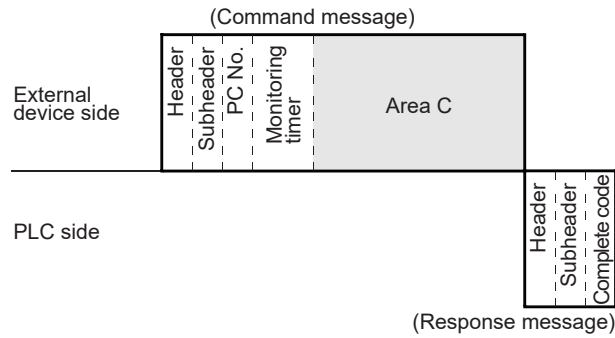 (Command message)
External
device side
Header
Subheader
PC No.
Monitoring
timer
Area C
PLC side
Header
Subheader
Complete code
(Response message)